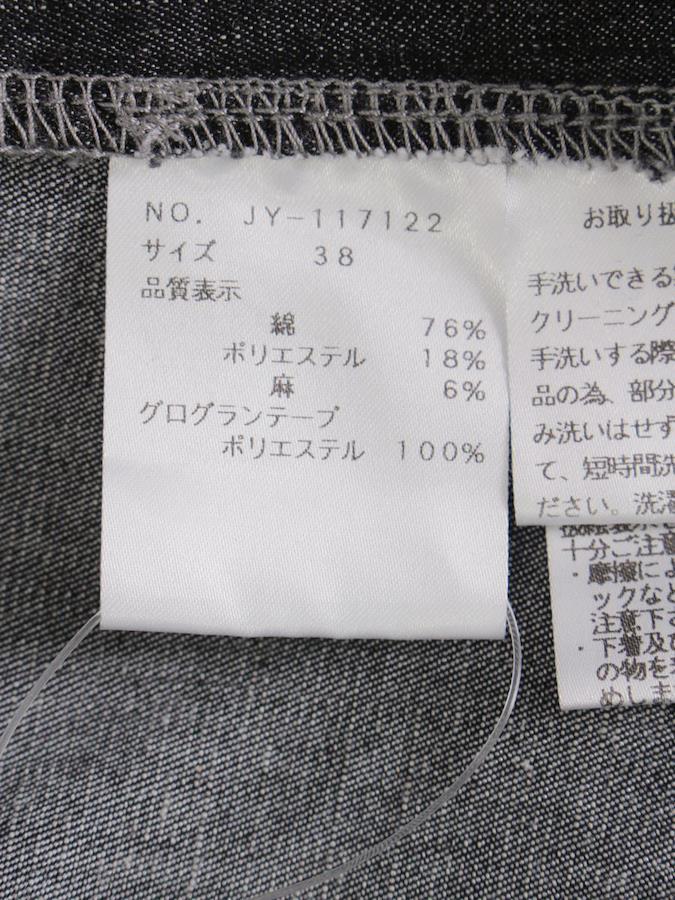 NO. JY-117122
サイズ 38
品質表示
綿 76%
ポリエステル 18%
麻 6%
グログランテープ
ポリエステル 100%
お取り扱
手洗いできる
クリーニング
手洗いする際
品の為、部分
み洗いはせず
て、短時間洗
ださい。洗濯
十分ご注意
・摩擦によ
ックなど
注意下さ
・下着及び
の物を
めしま